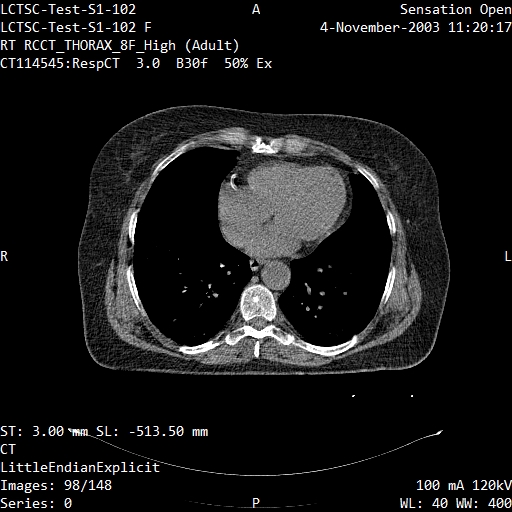 LCTSC-Test-S1-102 A Sensation Open
LCTSC-Test-S1-102 F 4-November-2003 11:20:17
RT RCCT_THORAX_8F_High (Adult)
CT114545:RespCT 3.0 B30f 50% Ex
R L
ST: 3.00 mm SL: -513.50 mm
CT
LittleEndianExplicit
Images: 98/148 100 mA 120kV
Series: 0 P WL: 40 WW: 400